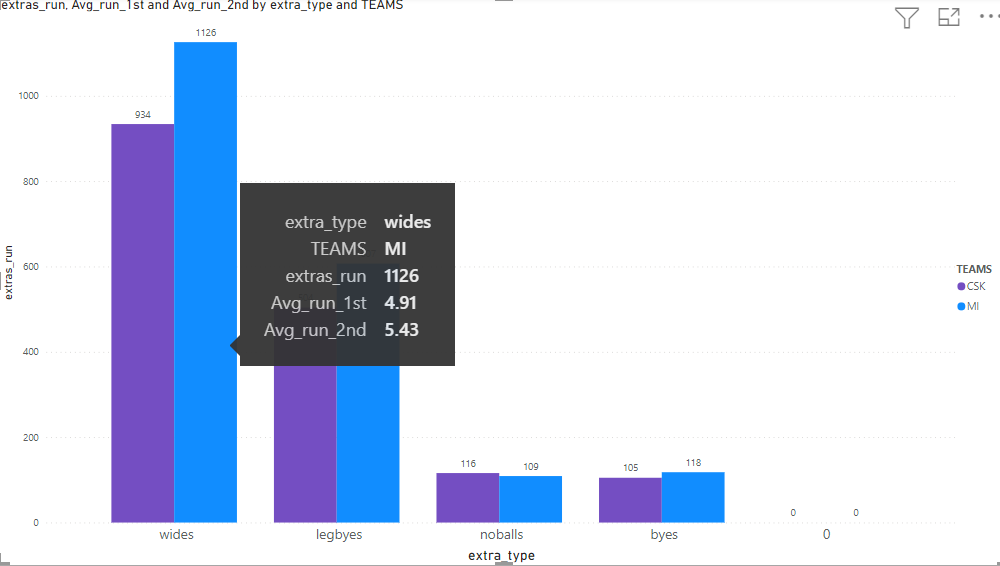 extras_run, Avg_run_1st and Avg_run_2nd by extra_type and TEAMS
1126
1000
934
800
extra_type wides
TEAMS MI
extras_run 1126
Avg_run_1st 4.91
Avg_run_2nd 5.43
extras_run
600
TEAMS
CSK
MI
400
200
116
109
105
118
0
0
0
wides
legbyes
noballs
byes
0
extra_type